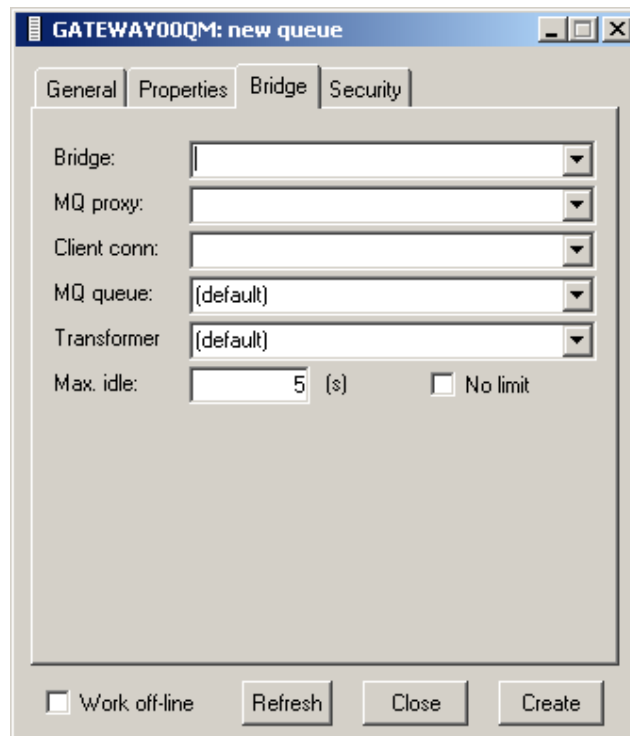 GATEWAY00QM: new queue
General Properties Bridge Security
Bridge:
MQ proxy:
Client conn:
MQ queue: (default)
Transformer (default)
Max. idle: 5 (s) No limit
Work off-line Refresh Close Create